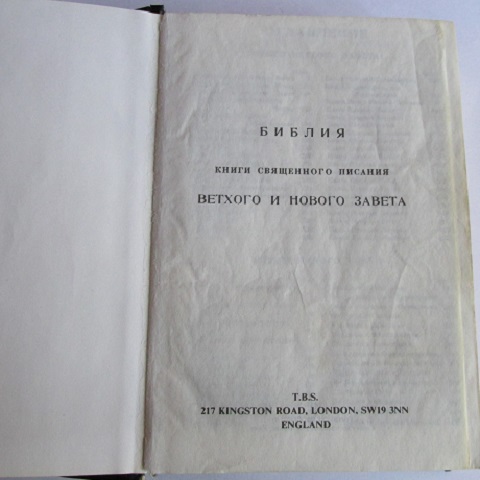 БИБЛИЯ
КНИГИ СВЯЩЕННОГО ПИСАНИЯ
ВЕТХОГО И НОВОГО ЗАВЕТА
T.B.S.
217 KINGSTON ROAD, LONDON, SW19 3NN
ENGLAND